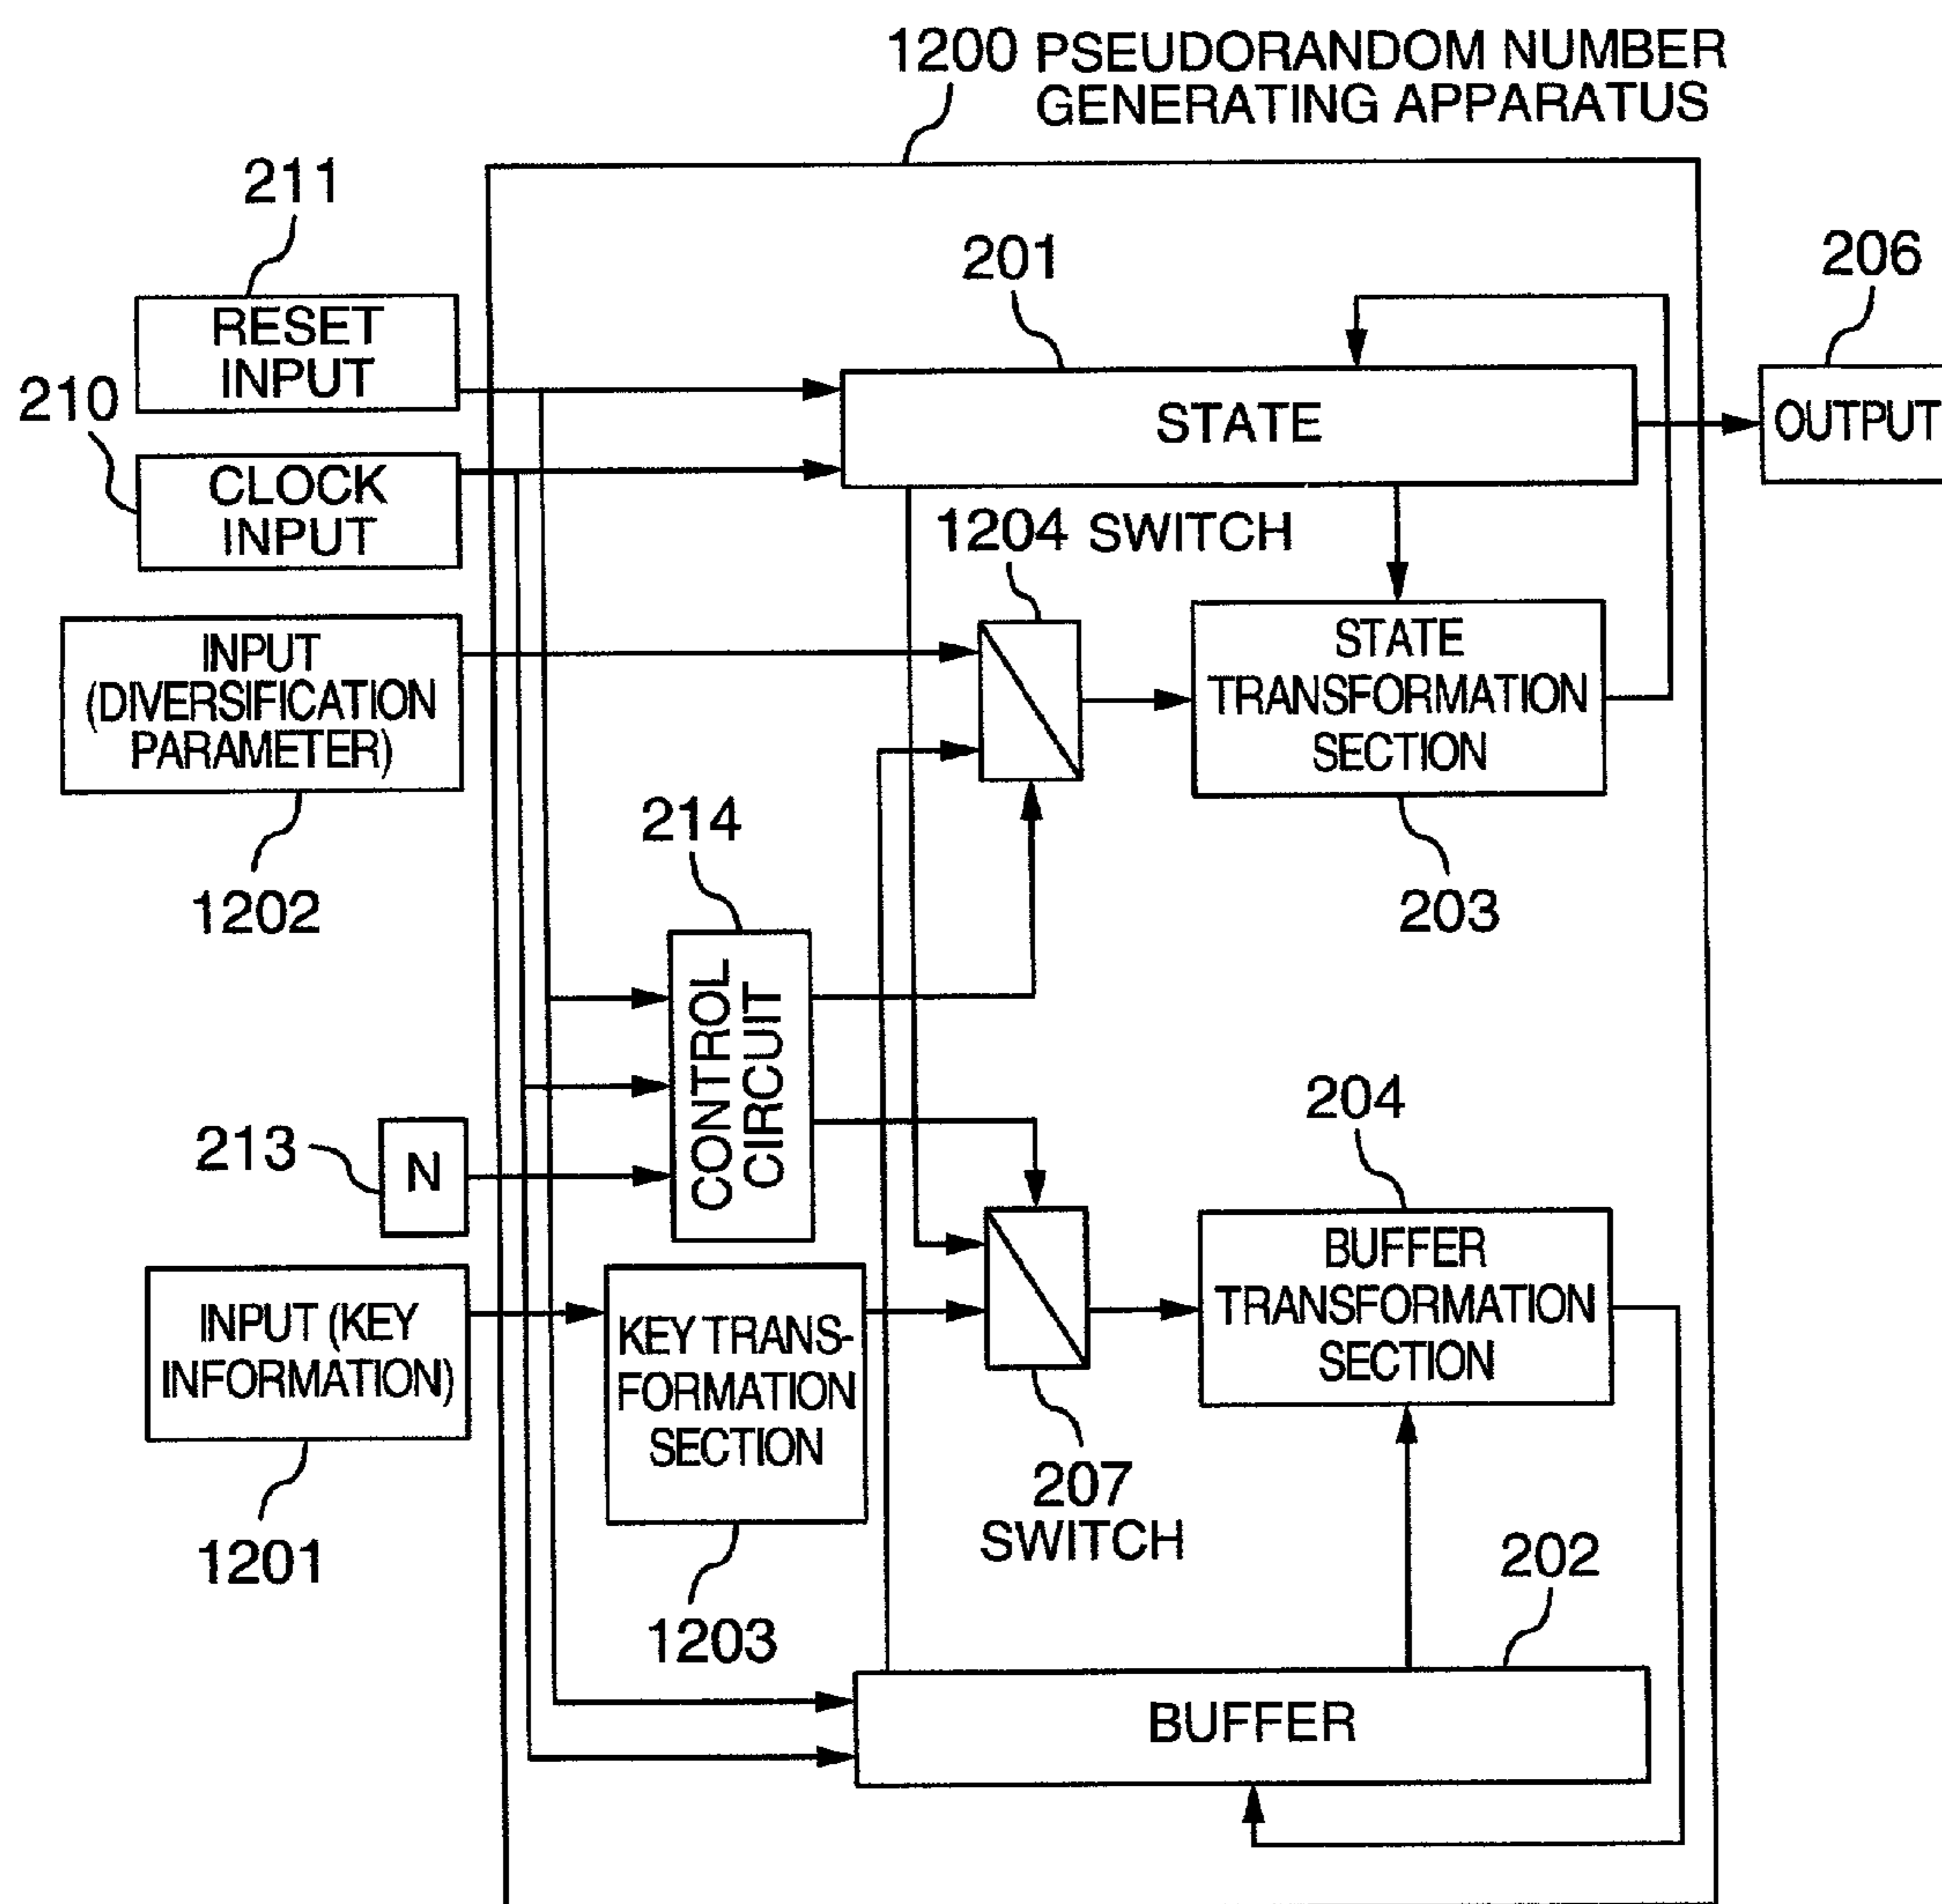 1200 PSEUDORANDOM NUMBER
GENERATING APPARATUS
211
201
206
RESET
INPUT
210
STATE
OUTPUT
CLOCK
INPUT
1204 SWITCH
INPUT
(DIVERSIFICATION
PARAMETER)
STATE
TRANSFORMATION
SECTION
1202
214
203
CONTROL
CIRCUIT
204
213
N
BUFFER
TRANSFORMATION
SECTION
INPUT (KEY
INFORMATION)
KEY TRANS-
FORMATION
SECTION
207
SWITCH
1201
202
1203
BUFFER